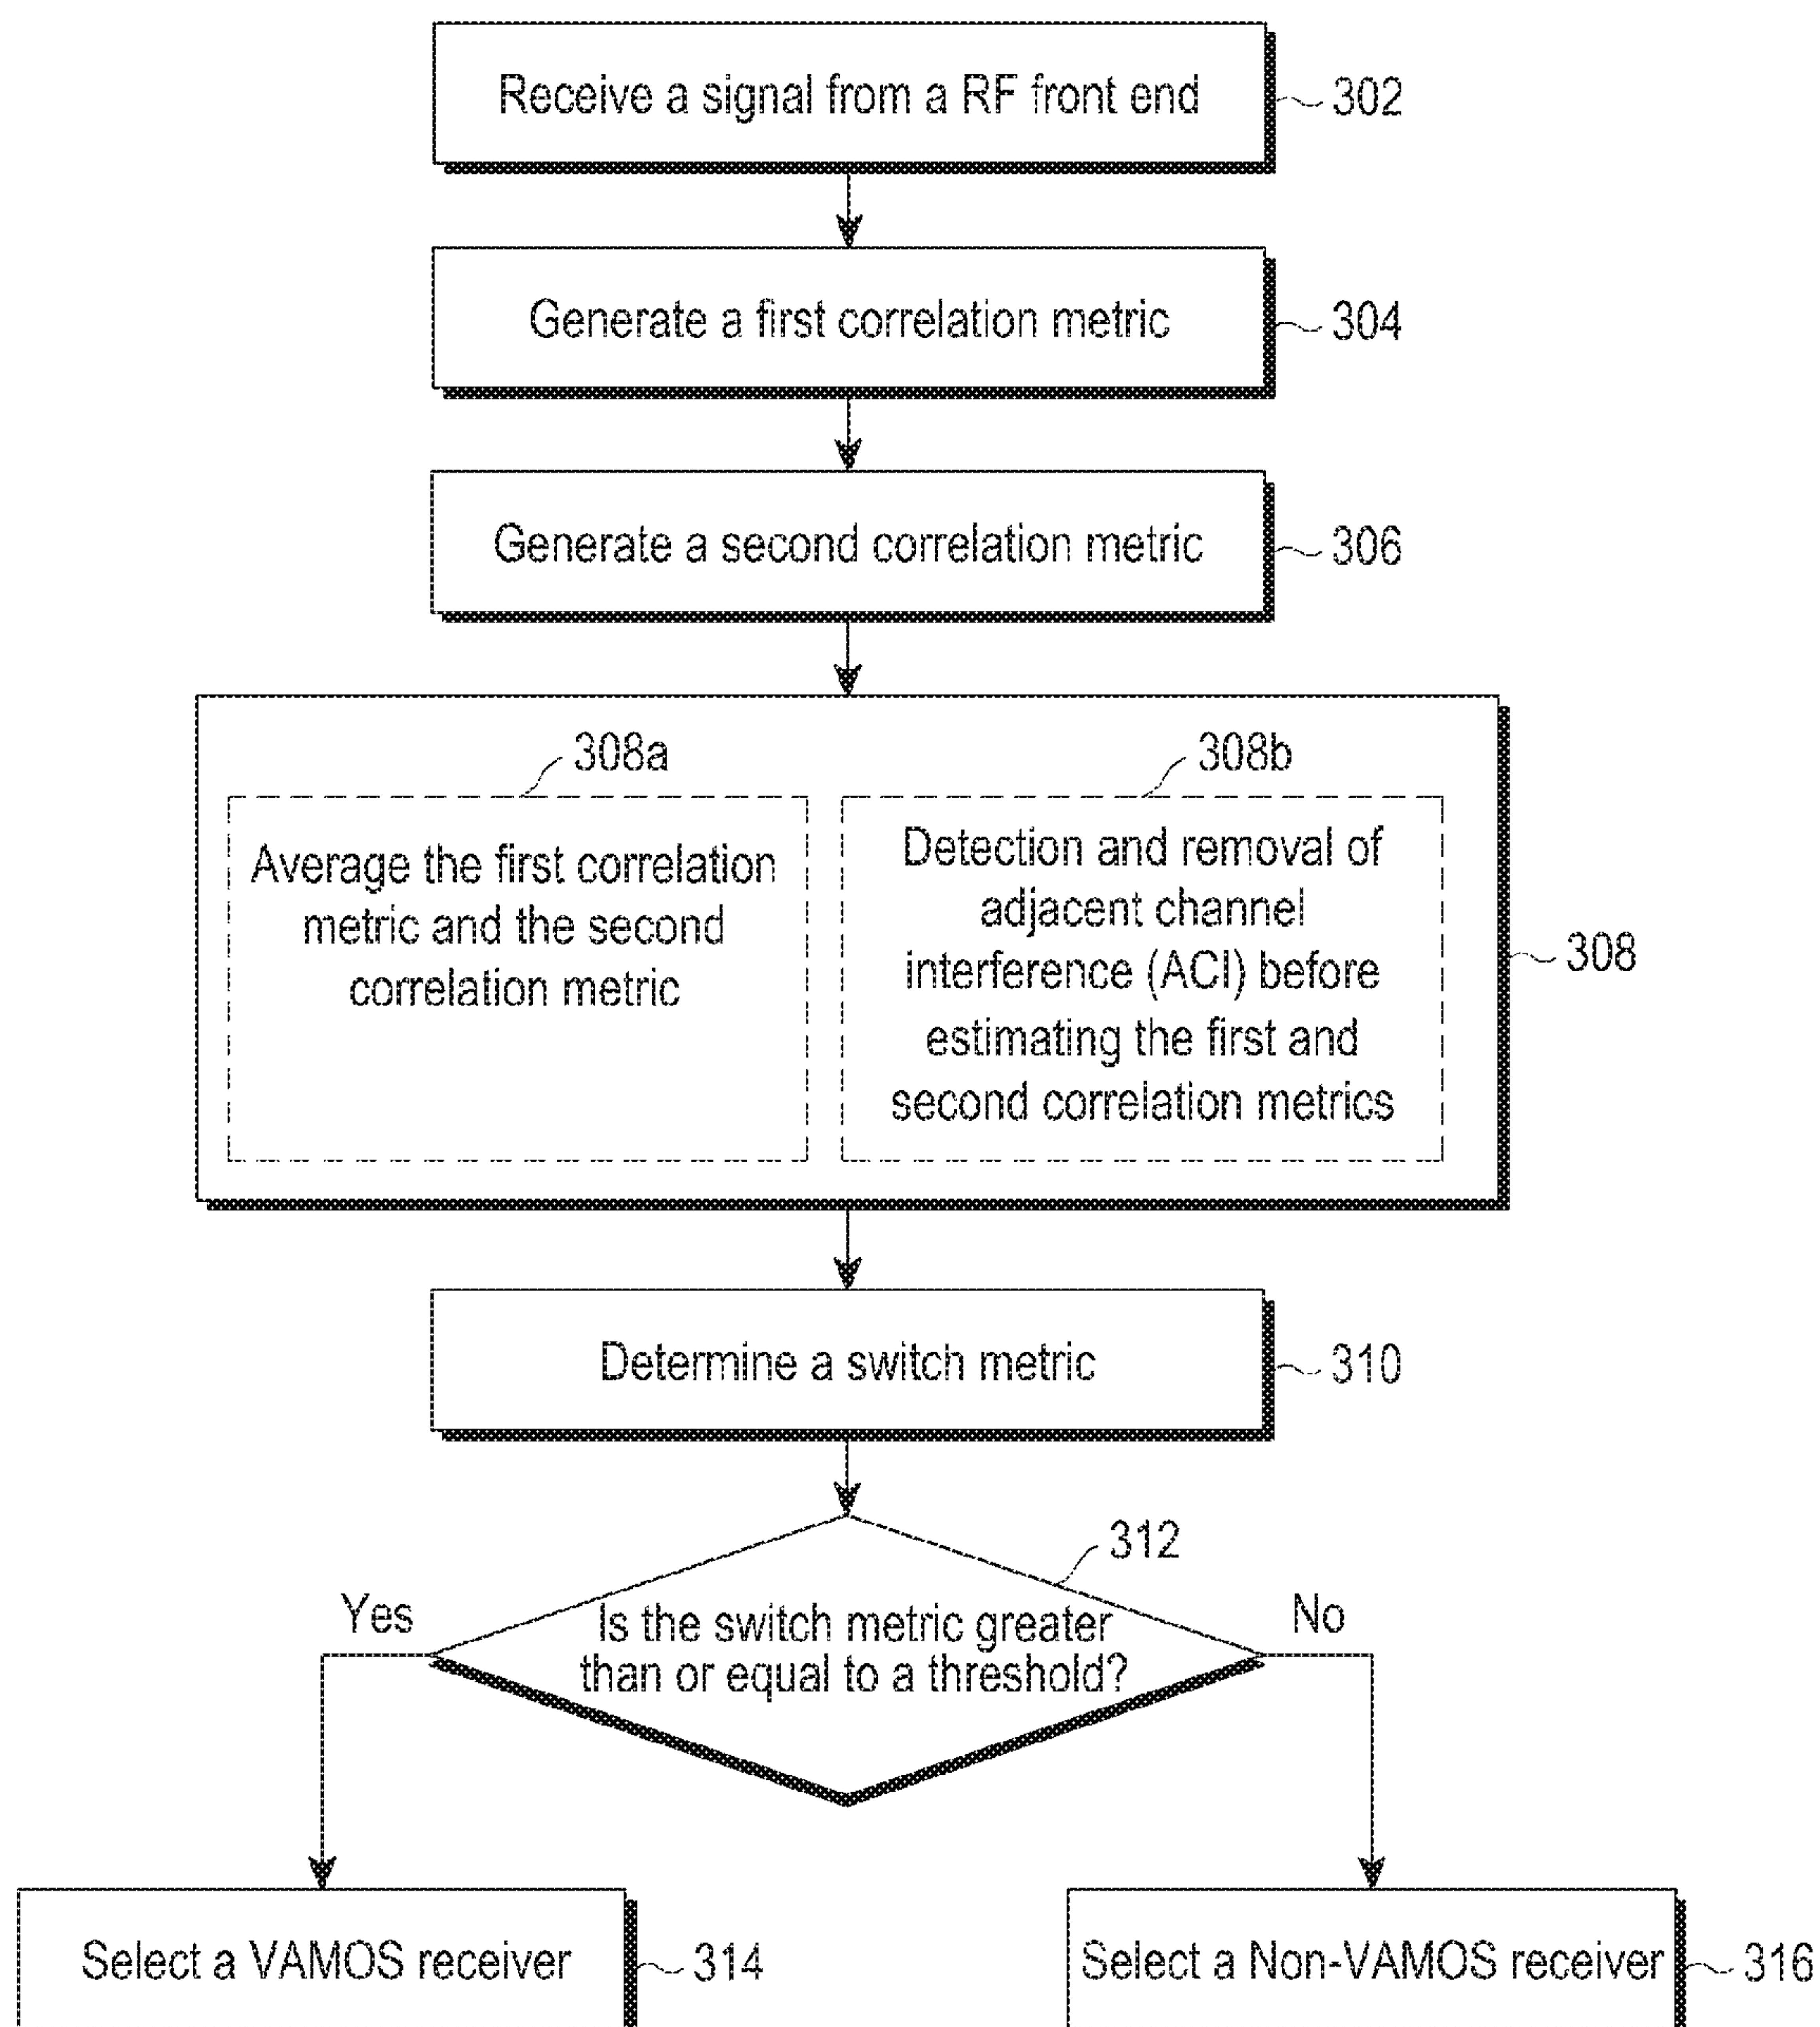 Receive a signal from a RF front end
302
Generate a first correlation metric
304
Generate a second correlation metric
306
308a
308b
Average the first correlation
metric and the second
correlation metric
Detection and removal of
adjacent channel
interference (ACI) before
estimating the first and
second correlation metrics
308
Determine a switch metric
310
312
Yes
No
Is the switch metric greater
than or equal to a threshold?
Select a VAMOS receiver
314
Select a Non-VAMOS receiver
316